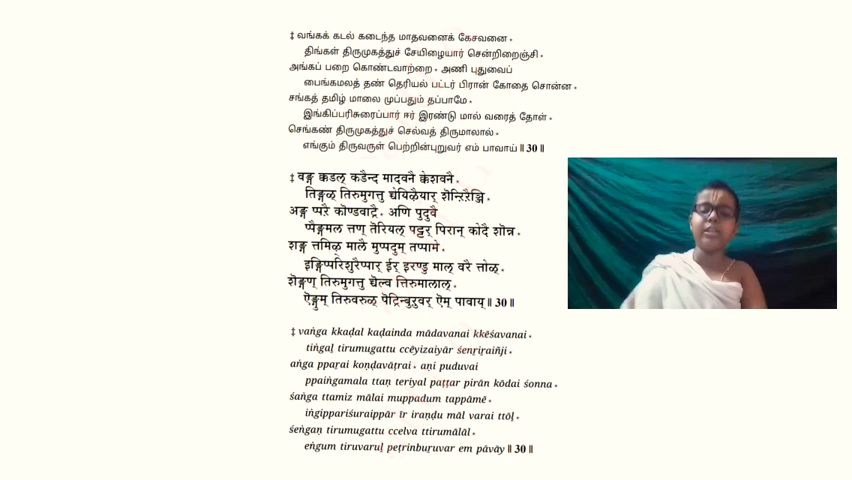 ‡ வங்கக் கடல் கடைந்த மாதவனைக் கேசவனை *
திங்கள் திருமுகத்துச் சேயிழையார் சென்றிறைஞ்சி *
அங்கப் பறை கொண்டவாற்றை * அணி புதுவைப்
பைங்கமலத் தண் தெரியல் பட்டர் பிரான் கோதை சொன்ன *
சங்கத் தமிழ் மாலை முப்பதும் தப்பாமே *
இங்கிப்பரிசுரைப்பார் ஈர் இரண்டு மால் வரைத் தோள் *
செங்கண் திருமுகத்துச் செல்வத் திருமாலால் *
எங்கும் திருவருள் பெற்றின்புறுவர் எம் பாவாய் ॥ 30 ॥
‡ वङ्ग क्कडल् कडैन्द मादवनै क्केशवनै *
तिङ्गळ् तिरुमुगत्तु च्चेयिऴैयार् शॆन्ऱिऱैञ्जि *
अङ्ग प्पऱै कॊण्डवाट्रै * अणि पुदुवै
प्पैङ्गमल त्तण् तॆरियल् पट्टर् पिरान् कोदै शॊन्न *
शङ्ग त्तमिऴ् मालै मुप्पदुम् तप्पामे *
इङ्गिप्परिशुरैप्पार् ईर् इरण्डु माल् वरै त्तोळ् *
शॆङ्गण् तिरुमुगत्तु च्चॆल्व त्तिरुमालाल् *
ऎङ्गुम् तिरुवरुळ् पॆट्रिन्बुऱुवर् ऎम् पावाय् ॥ 30 ॥
‡ vaṅga kkaḍal kaḍainda mādavanai kkēśavanai *
tiṅgaḷ tirumugattu ccēyizaiyār śenṟiṟaiñji *
aṅga ppaṟai koṇḍavāṭrai * aṇi puduvai
ppaiṅgamala ttaṇ teriyal paṭṭar pirān kōdai śonna *
śaṅga ttamiz mālai muppadum tappāmē *
iṅgippariśuraippār īr iraṇḍu māl varai ttōḷ *
śeṅgaṇ tirumugattu ccelva ttirumālāl *
eṅgum tiruvaruḷ peṭrinbuṟuvar em pāvāy ॥ 30 ॥